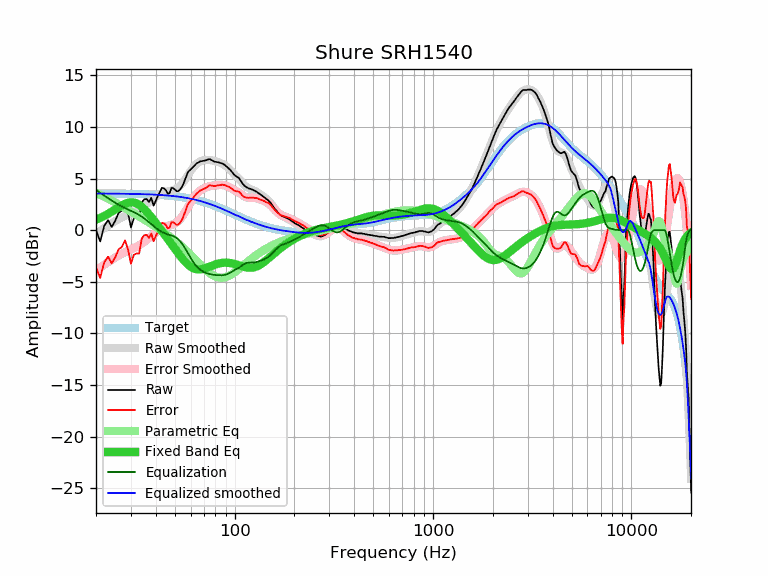 Shure SRH1540
15
10
5
0
−5
−10
−15
−20
−25
Amplitude (dBr)
Target
Raw Smoothed
Error Smoothed
Raw
Error
Parametric Eq
Fixed Band Eq
Equalization
Equalized smoothed
100
1000
10000
Frequency (Hz)